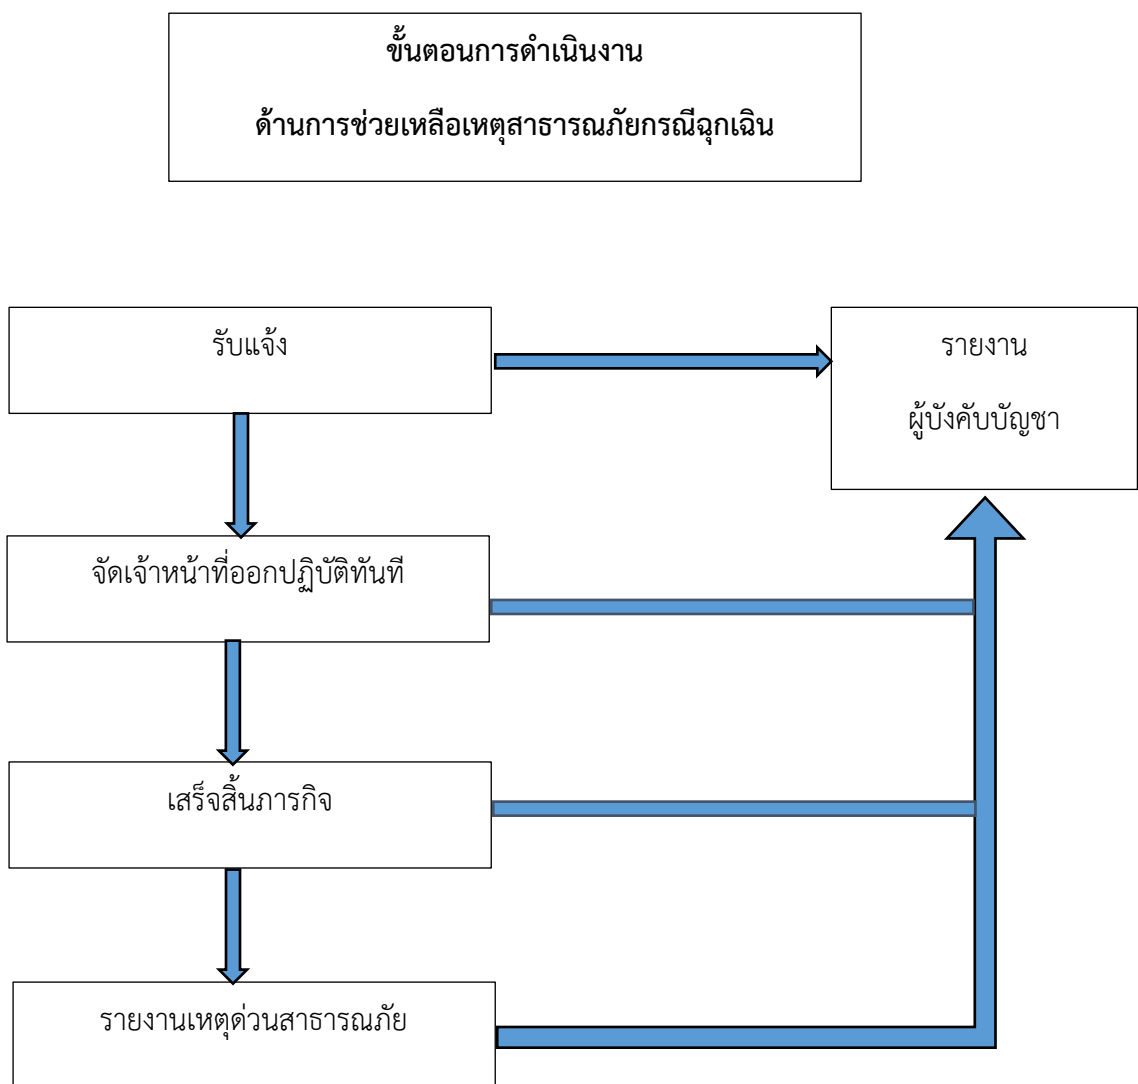 ขั้นตอนการดำเนินงาน
ด้านการช่วยเหลือเหตุสาธารณภัยกรณีฉุกเฉิน
รับแจ้ง
รายงาน
ผู้บังคับบัญชา
จัดเจ้าหน้าที่ออกปฏิบัติทันที
เสร็จสิ้นภารกิจ
รายงานเหตุด่วนสาธารณภัย